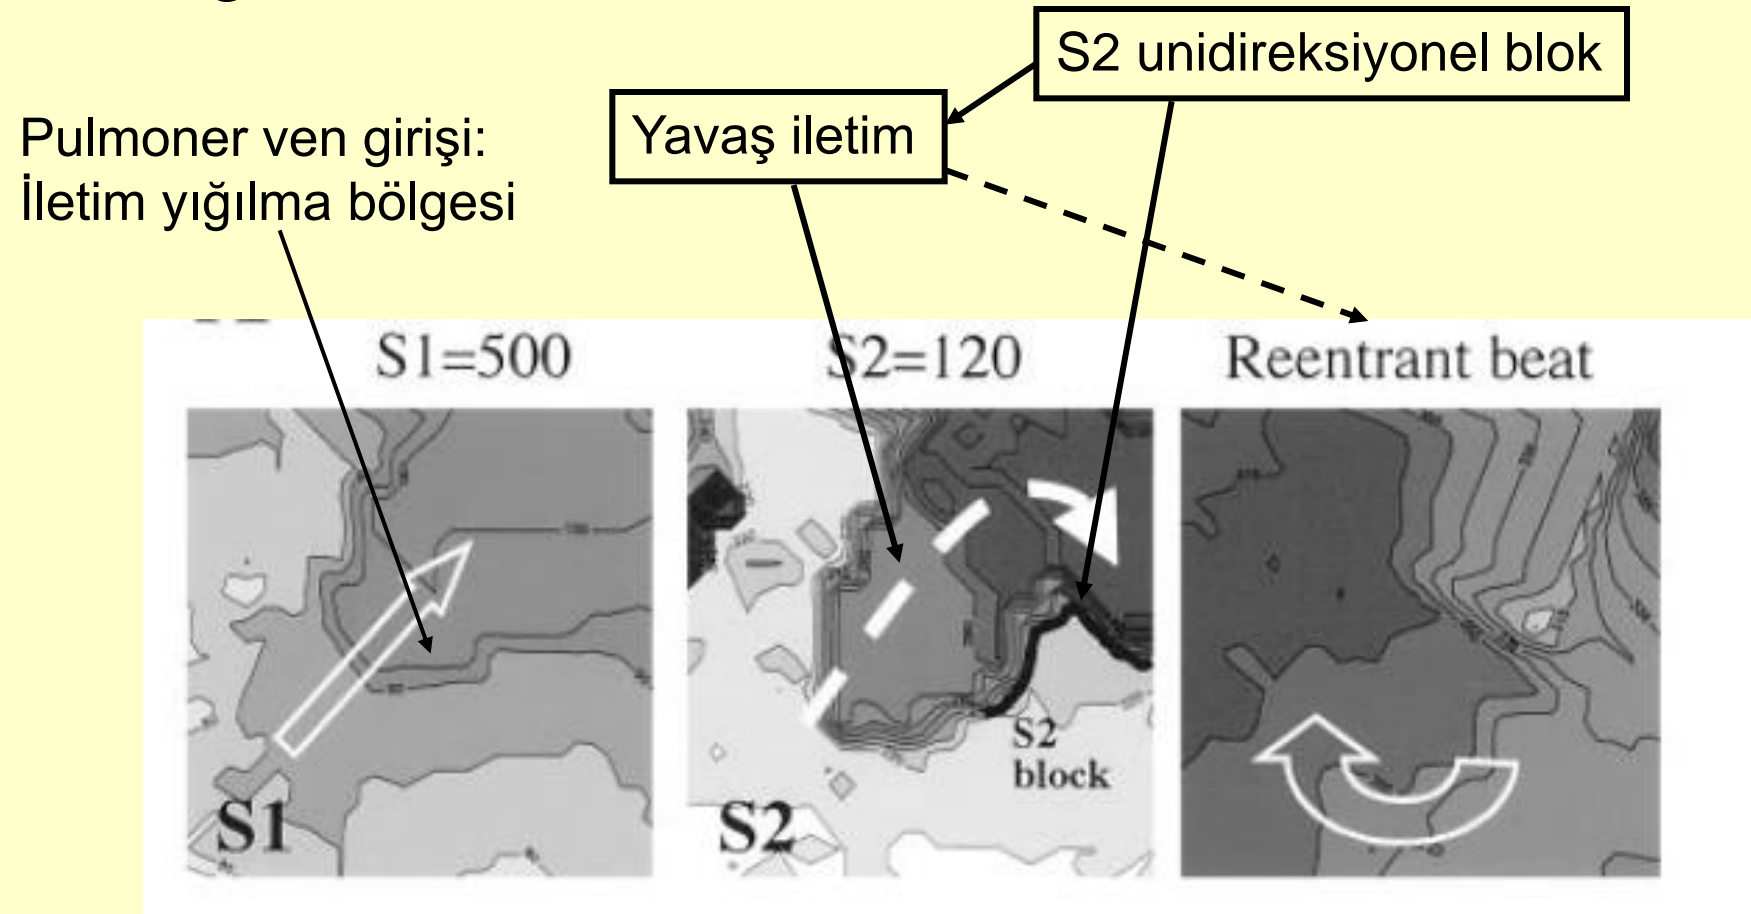 S2 unidireksiyonel blok
Yavaş iletim
Pulmoner ven girişi:
İletim yığılma bölgesi
S1=500
S2=120
Reentrant beat
S1
S2
S2
block